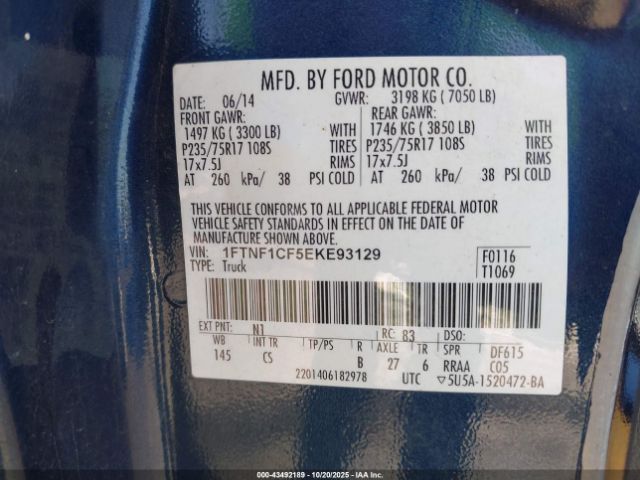 MFD. BY FORD MOTOR CO.
DATE: 06/14 GVWR: 3198 KG ( 7050 LB)
FRONT GAWR: REAR GAWR:
1497 KG ( 3300 LB) WITH 1746 KG ( 3850 LB) WITH
P235/75R17 108S TIRES P235/75R17 108S TIRES
17x7.5J RIMS 17x7.5J RIMS
AT 260 kPa/ 38 PSI COLD AT 260 kPa/ 38 PSI COLD
THIS VEHICLE CONFORMS TO ALL APPLICABLE FEDERAL MOTOR
VEHICLE SAFETY STANDARDS IN EFFECT ON THE DATE OF
MANUFACTURE SHOWN ABOVE.
VIN: 1FTNF1CF5EKE93129 F0116
TYPE: Truck T1069
EXT PNT: N1 RC: 83 DSO:
WB INT TR TP/PS R AXLE TR SPR DF615
145 CS B 27 6 RRAA C05
2201406182978 UTC ▽5U5A-1520472-BA
000-43492189 - 10/20/2025 - IAAI.COM